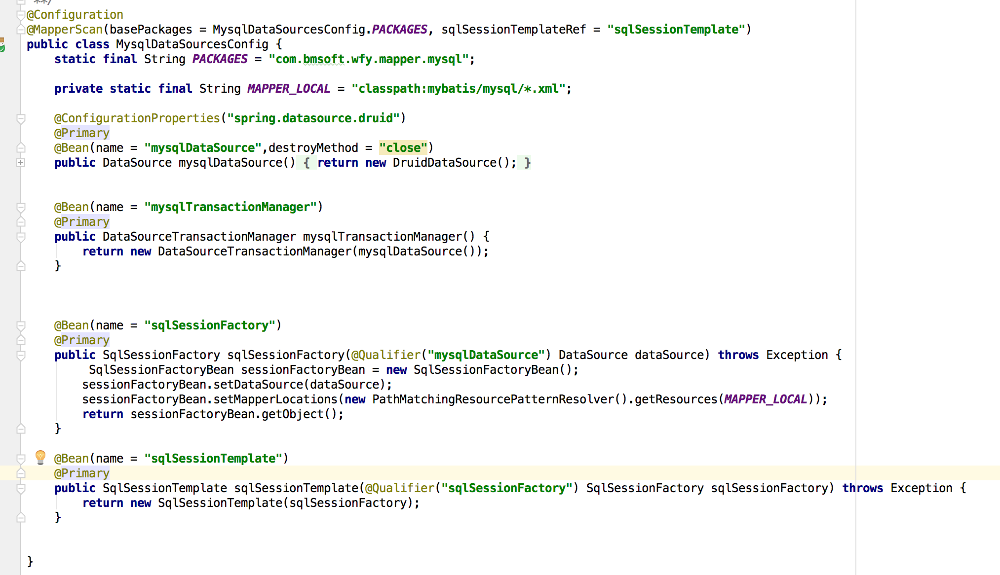 **/
@Configuration
@MapperScan(basePackages = MysqlDataSourcesConfig.PACKAGES, sqlSessionTemplateRef = "sqlSessionTemplate")
public class MysqlDataSourcesConfig {
    static final String PACKAGES = "com.bmsoft.wfy.mapper.mysql";
    private static final String MAPPER_LOCAL = "classpath:mybatis/mysql/*.xml";
    @ConfigurationProperties("spring.datasource.druid")
    @Primary
    @Bean(name = "mysqlDataSource",destroyMethod = "close")
    public DataSource mysqlDataSource() { return new DruidDataSource(); }
    @Bean(name = "mysqlTransactionManager")
    @Primary
    public DataSourceTransactionManager mysqlTransactionManager() {
        return new DataSourceTransactionManager(mysqlDataSource());
    }
    @Bean(name = "sqlSessionFactory")
    @Primary
    public SqlSessionFactory sqlSessionFactory(@Qualifier("mysqlDataSource") DataSource dataSource) throws Exception {
         SqlSessionFactoryBean sessionFactoryBean = new SqlSessionFactoryBean();
        sessionFactoryBean.setDataSource(dataSource);
        sessionFactoryBean.setMapperLocations(new PathMatchingResourcePatternResolver().getResources(MAPPER_LOCAL));
        return sessionFactoryBean.getObject();
    }
    @Bean(name = "sqlSessionTemplate")
    @Primary
    public SqlSessionTemplate sqlSessionTemplate(@Qualifier("sqlSessionFactory") SqlSessionFactory sqlSessionFactory) throws Exception {
        return new SqlSessionTemplate(sqlSessionFactory);
    }
}